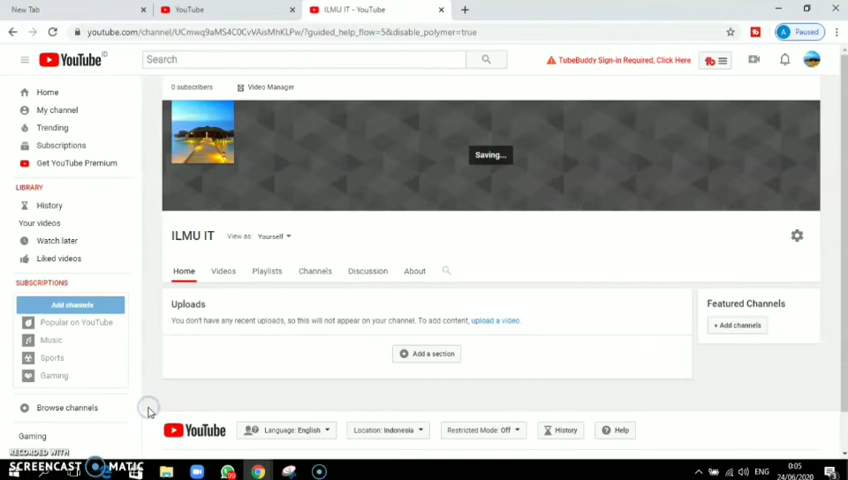 New Tab
YouTube
ILMU IT - YouTube
youtube.com/channel/UCmwq9aMS4C0CvVAisMhKLPw/?guided_help_flow=5&disable_polymer=true
A Paused
YouTube ID
Search
TubeBuddy Sign-in Required, Click Here
tb
Home
My channel
Trending
Subscriptions
Get YouTube Premium
LIBRARY
History
Your videos
Watch later
Liked videos
SUBSCRIPTIONS
Add channels
Popular on YouTube
Music
Sports
Gaming
Browse channels
Gaming
0 subscribers
Video Manager
Saving...
ILMU IT
View as: Yourself
Home Videos Playlists Channels Discussion About
Uploads
You don't have any recent uploads, so this will not appear on your channel. To add content, upload a video.
+ Add a section
Featured Channels
+ Add channels
YouTube
Language: English
Location: Indonesia
Restricted Mode: Off
History
Help
RECORDED WITH
SCREENCAST MATIC
ENG
0:05
24/06/2020